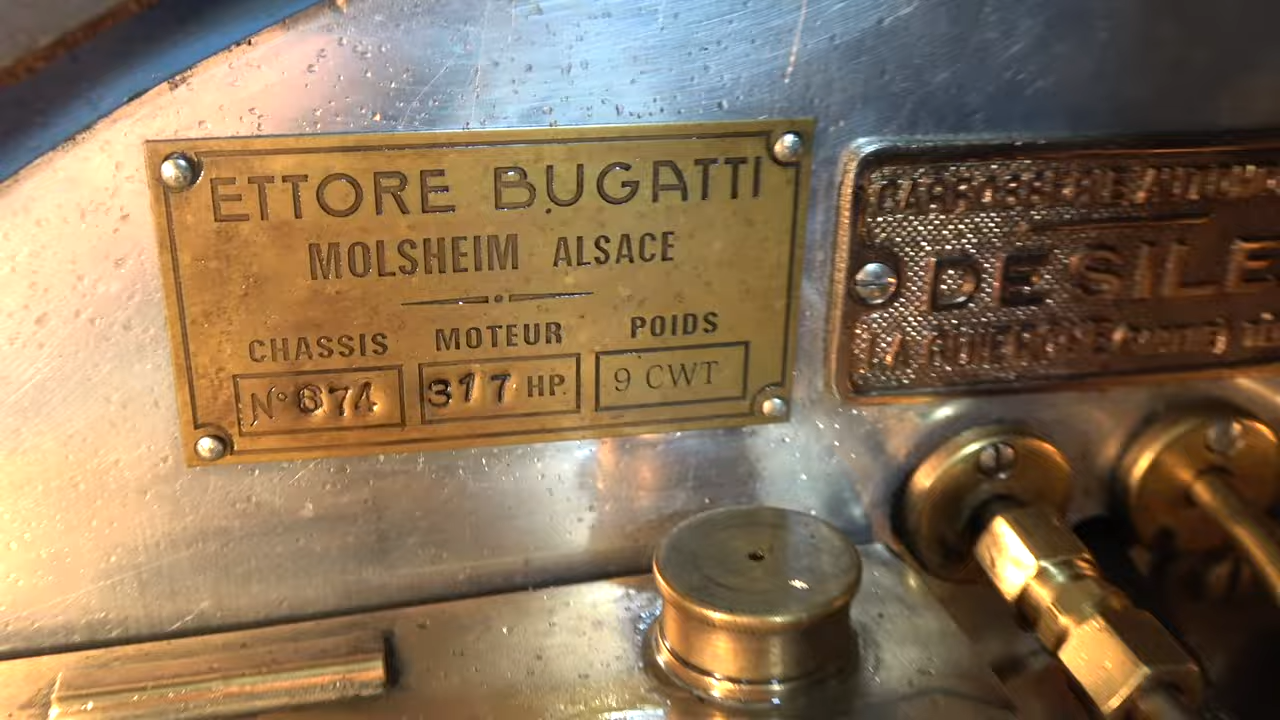 ETTORE BUGATTI
MOLSHEIM ALSACE
CHASSIS MOTEUR POIDS
N° 874 317 HP. 9 CWT
DE SILE